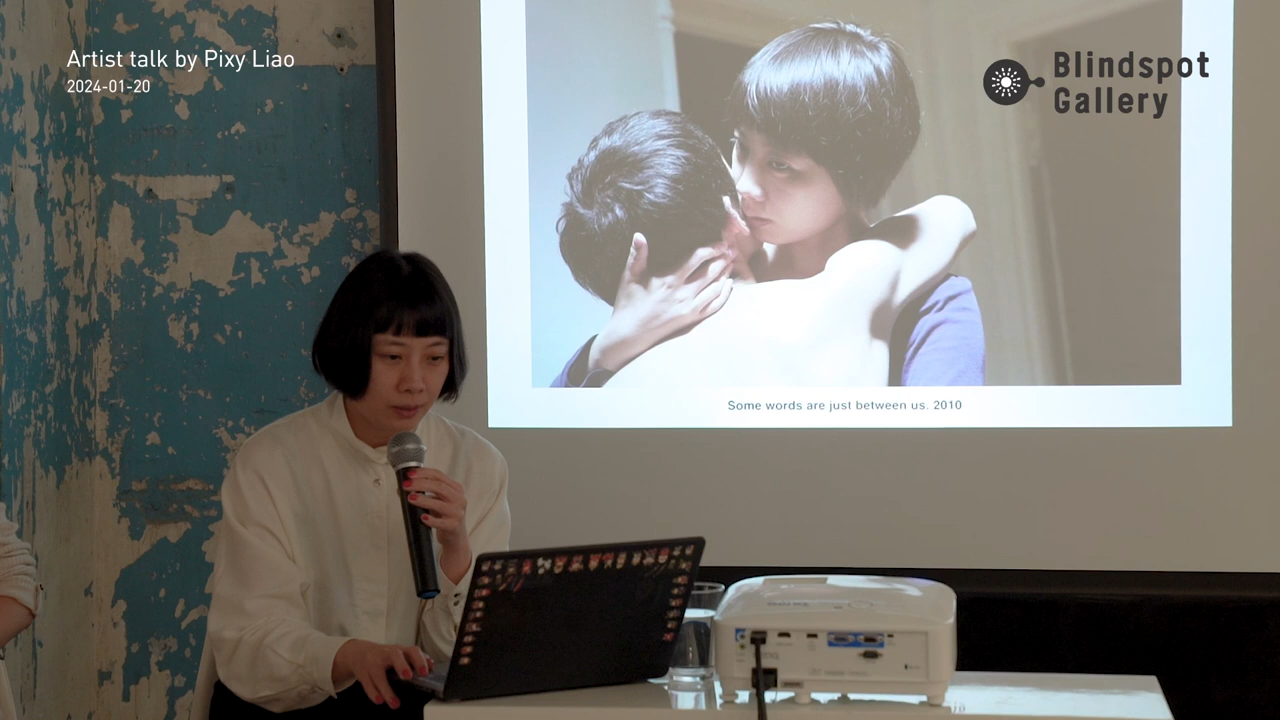 Artist talk by Pixy Liao
2024-01-20
Blindspot
Gallery
Some words are just between us. 2010